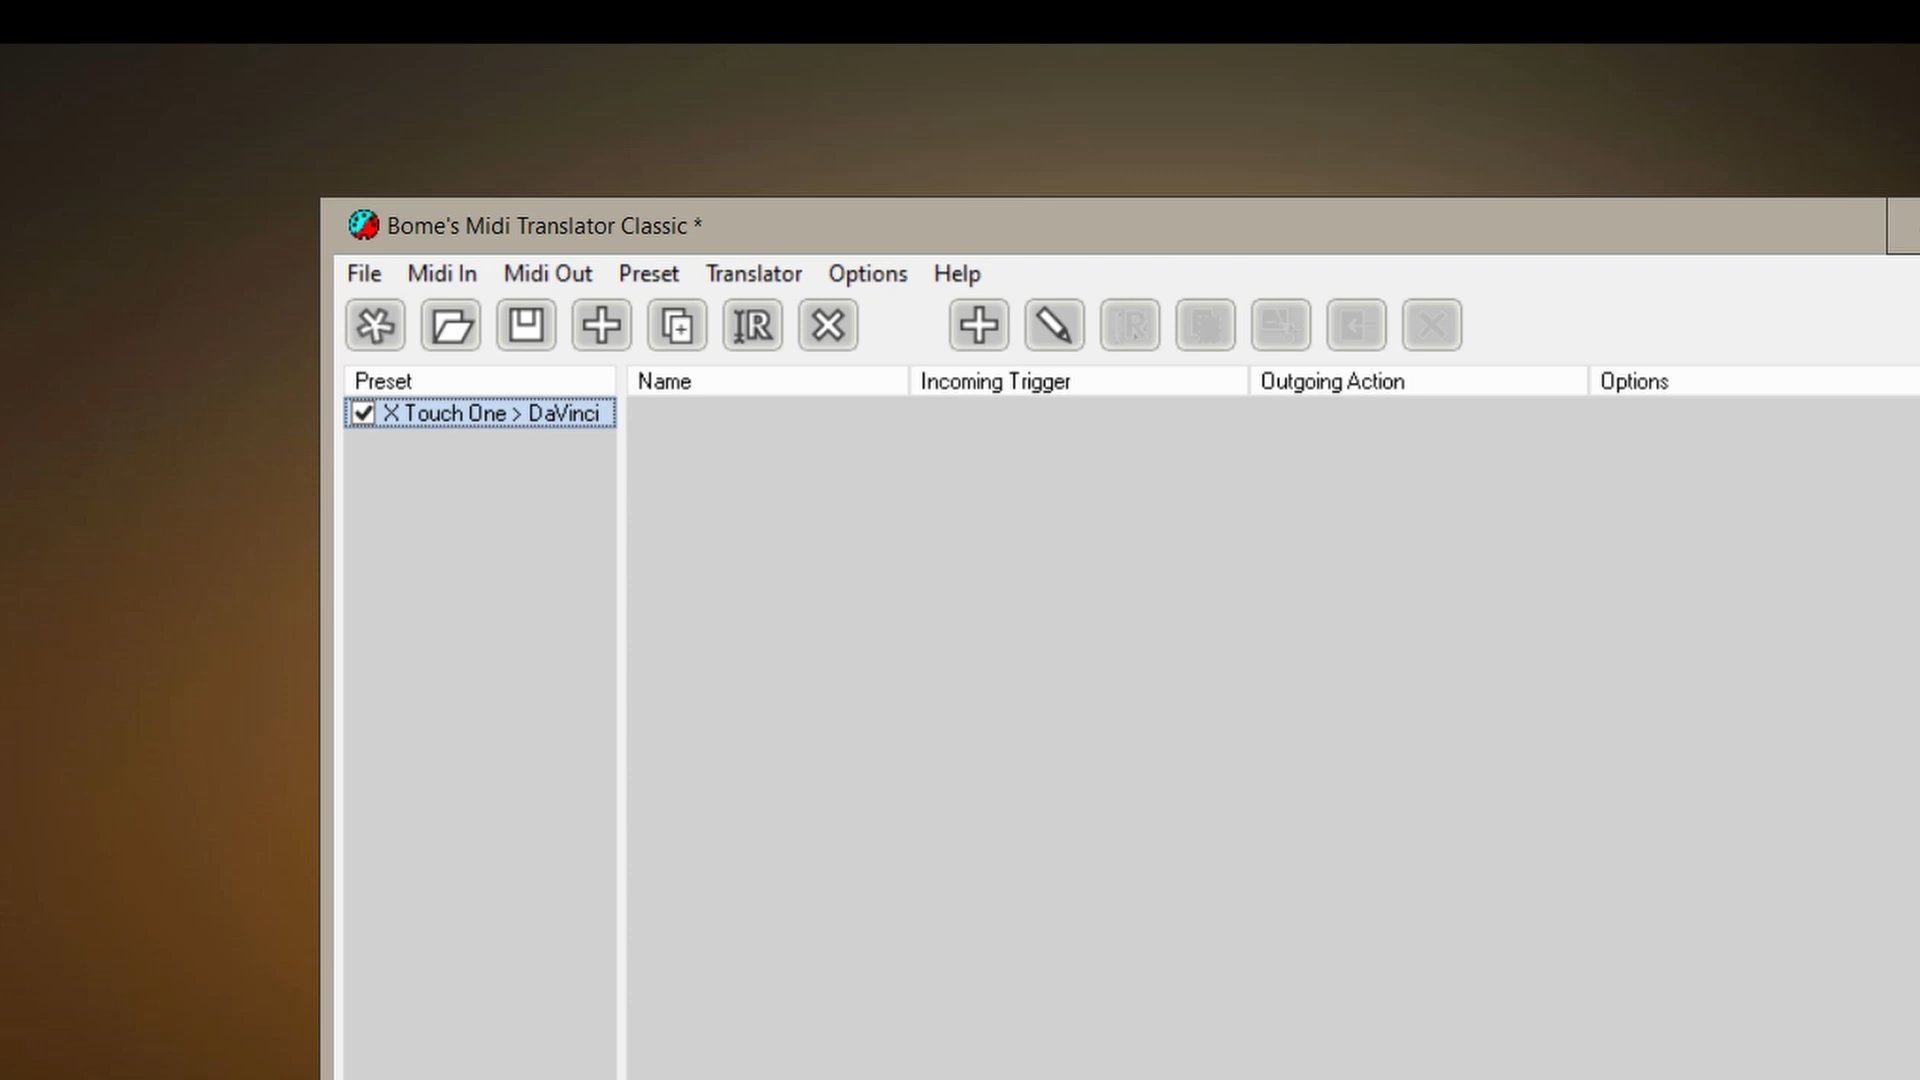 Bome's Midi Translator Classic *
File Midi In Midi Out Preset Translator Options Help
Preset Name Incoming Trigger Outgoing Action Options
X Touch One > DaVinci